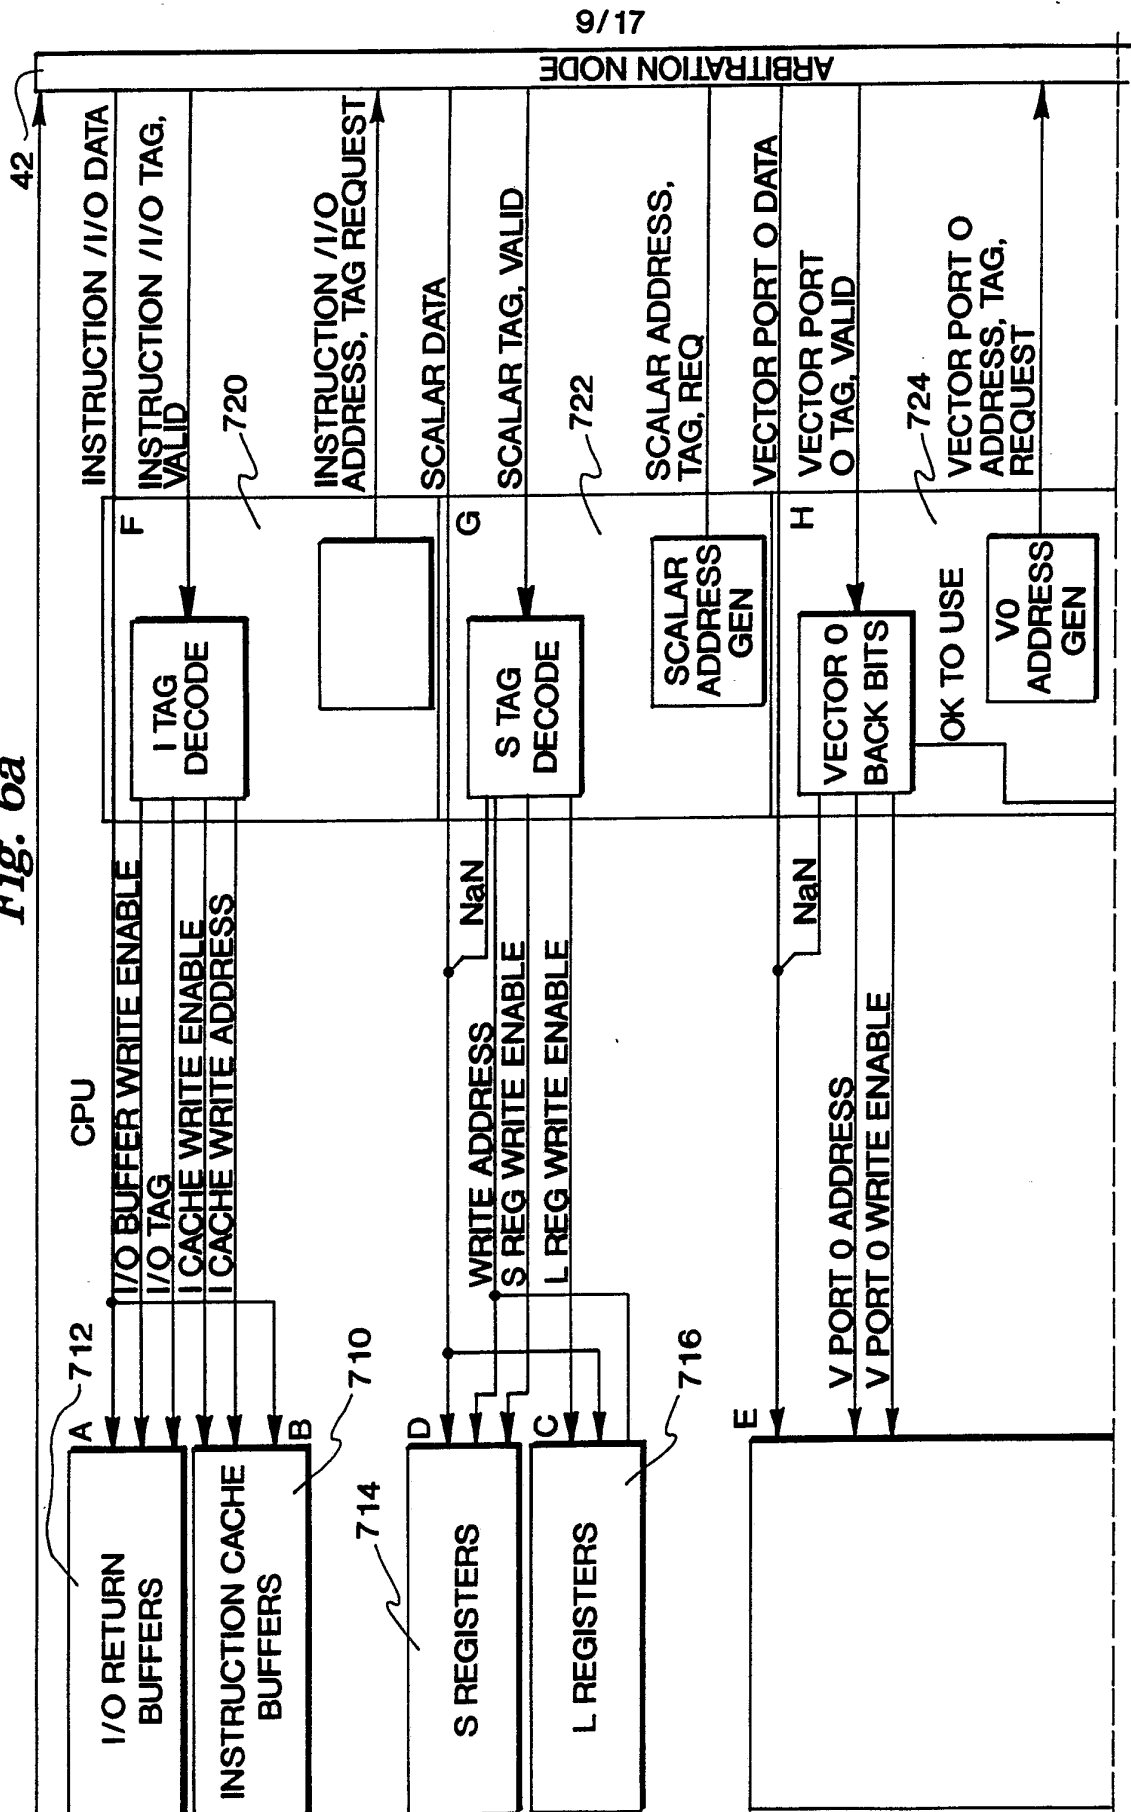 9/17
Fig. 6a
42
ARBITRATION NODE
CPU
712
A
I/O RETURN
BUFFERS
I/O BUFFER WRITE ENABLE
I/O TAG
I CACHE WRITE ENABLE
I CACHE WRITE ADDRESS
INSTRUCTION CACHE
BUFFERS
B
710
F
I TAG
DECODE
720
INSTRUCTION /I/O DATA
INSTRUCTION /I/O TAG,
VALID
INSTRUCTION /I/O
ADDRESS, TAG REQUEST
714
D
S REGISTERS
C
L REGISTERS
716
WRITE ADDRESS
S REG WRITE ENABLE
L REG WRITE ENABLE
NaN
G
S TAG
DECODE
722
SCALAR
ADDRESS
GEN
SCALAR DATA
SCALAR TAG, VALID
SCALAR ADDRESS,
TAG, REQ
E
V PORT 0 ADDRESS
V PORT 0 WRITE ENABLE
NaN
H
VECTOR 0
BACK BITS
OK TO USE
724
V0
ADDRESS
GEN
VECTOR PORT 0 DATA
VECTOR PORT
0 TAG, VALID
VECTOR PORT 0
ADDRESS, TAG,
REQUEST